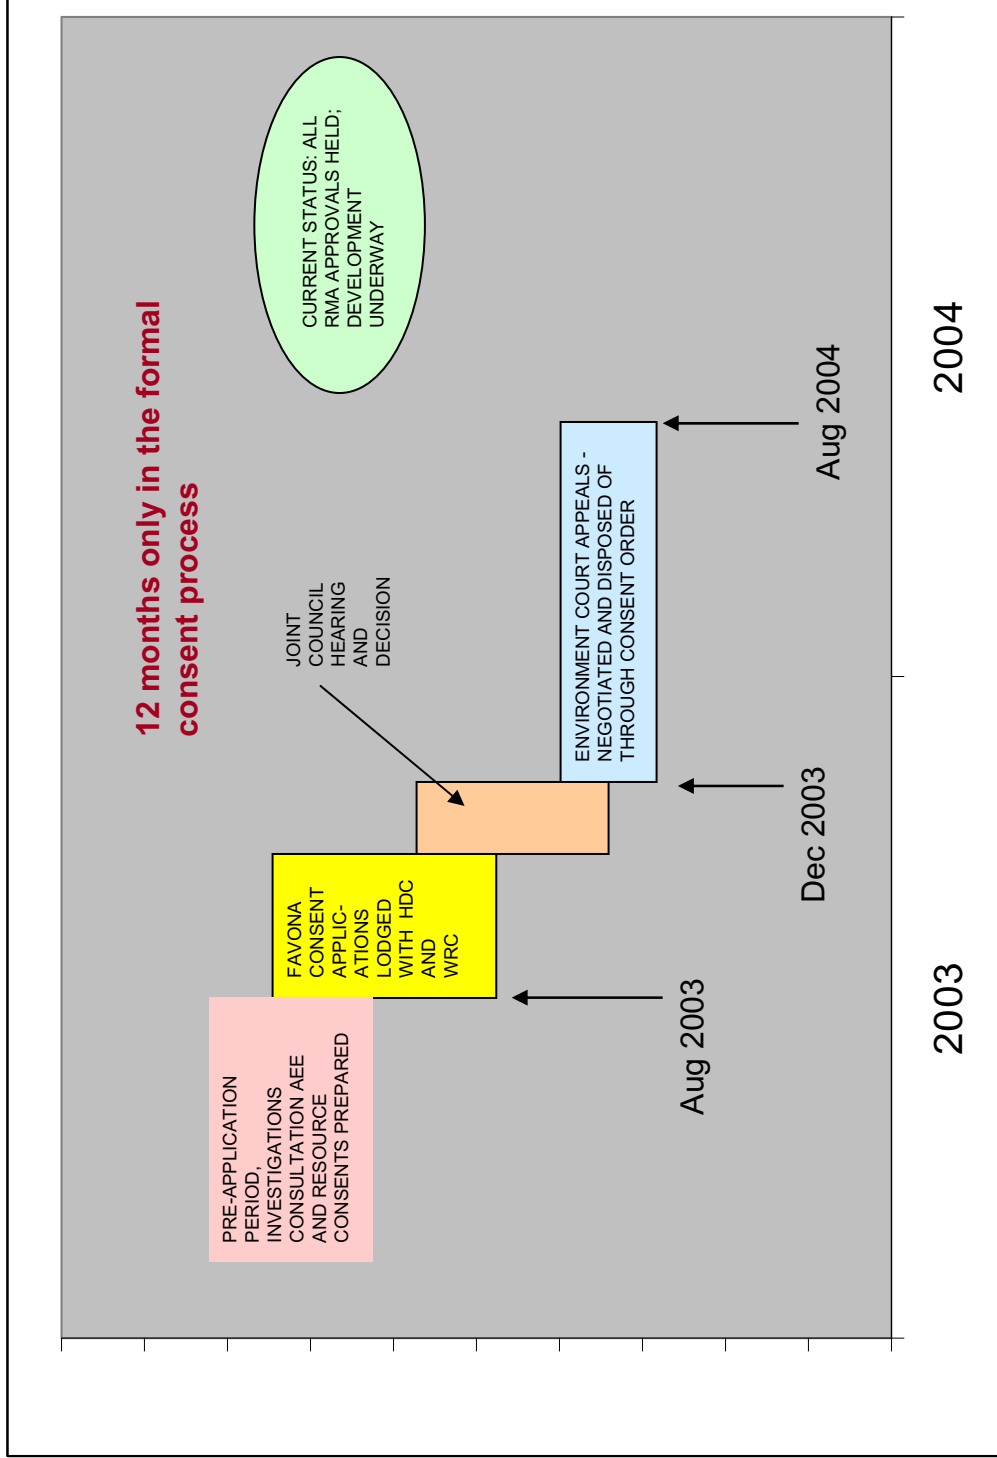 12 months only in the formal
consent process
PRE-APPLICATION
PERIOD,
INVESTIGATIONS
CONSULTATION AEE
AND RESOURCE
CONSENTS PREPARED
FAVONA
CONSENT
APPLIC-
ATIONS
LODGED
WITH  HDC
AND
WRC
JOINT
COUNCIL
HEARING
AND
DECISION
CURRENT STATUS: ALL
RMA APPROVALS HELD;
DEVELOPMENT
UNDERWAY
ENVIRONMENT COURT APPEALS -
NEGOTIATED AND DISPOSED OF
THROUGH CONSENT ORDER
Aug 2003
Dec 2003
Aug 2004
2003
2004